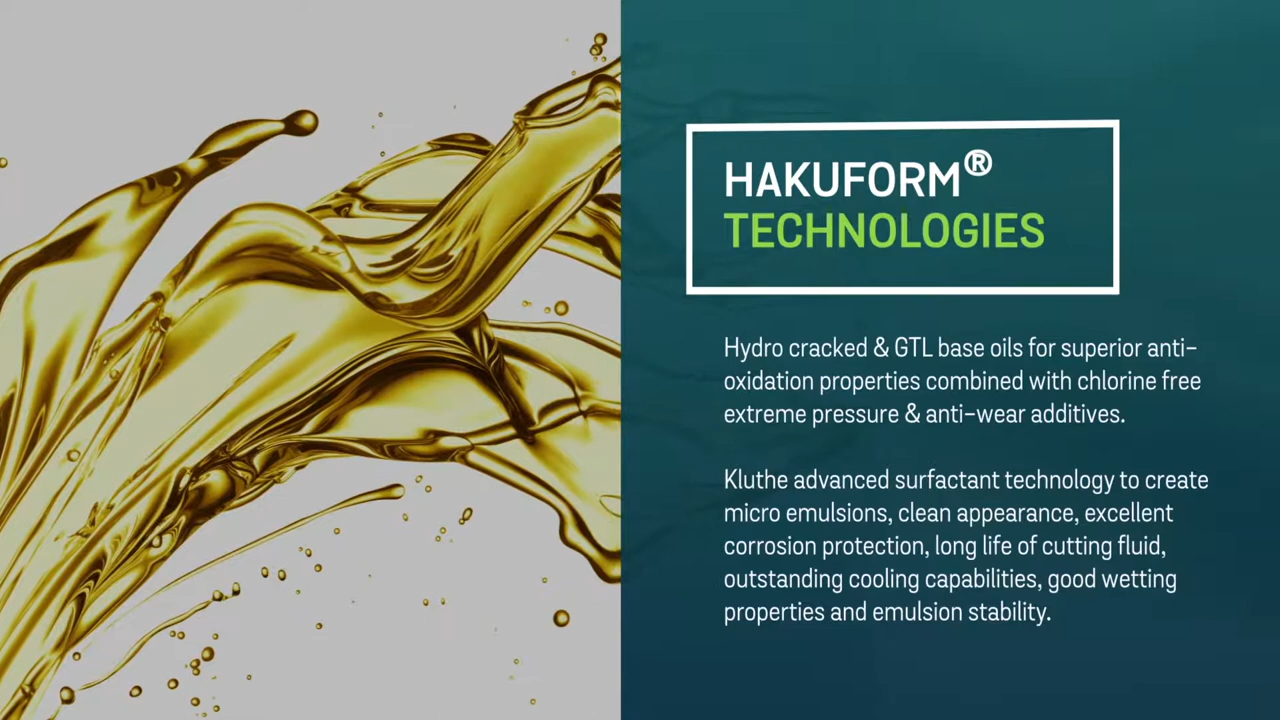 HAKUFORM®
TECHNOLOGIES
Hydro cracked & GTL base oils for superior anti-
oxidation properties combined with chlorine free
extreme pressure & anti-wear additives.
Kluthe advanced surfactant technology to create
micro emulsions, clean appearance, excellent
corrosion protection, long life of cutting fluid,
outstanding cooling capabilities, good wetting
properties and emulsion stability.